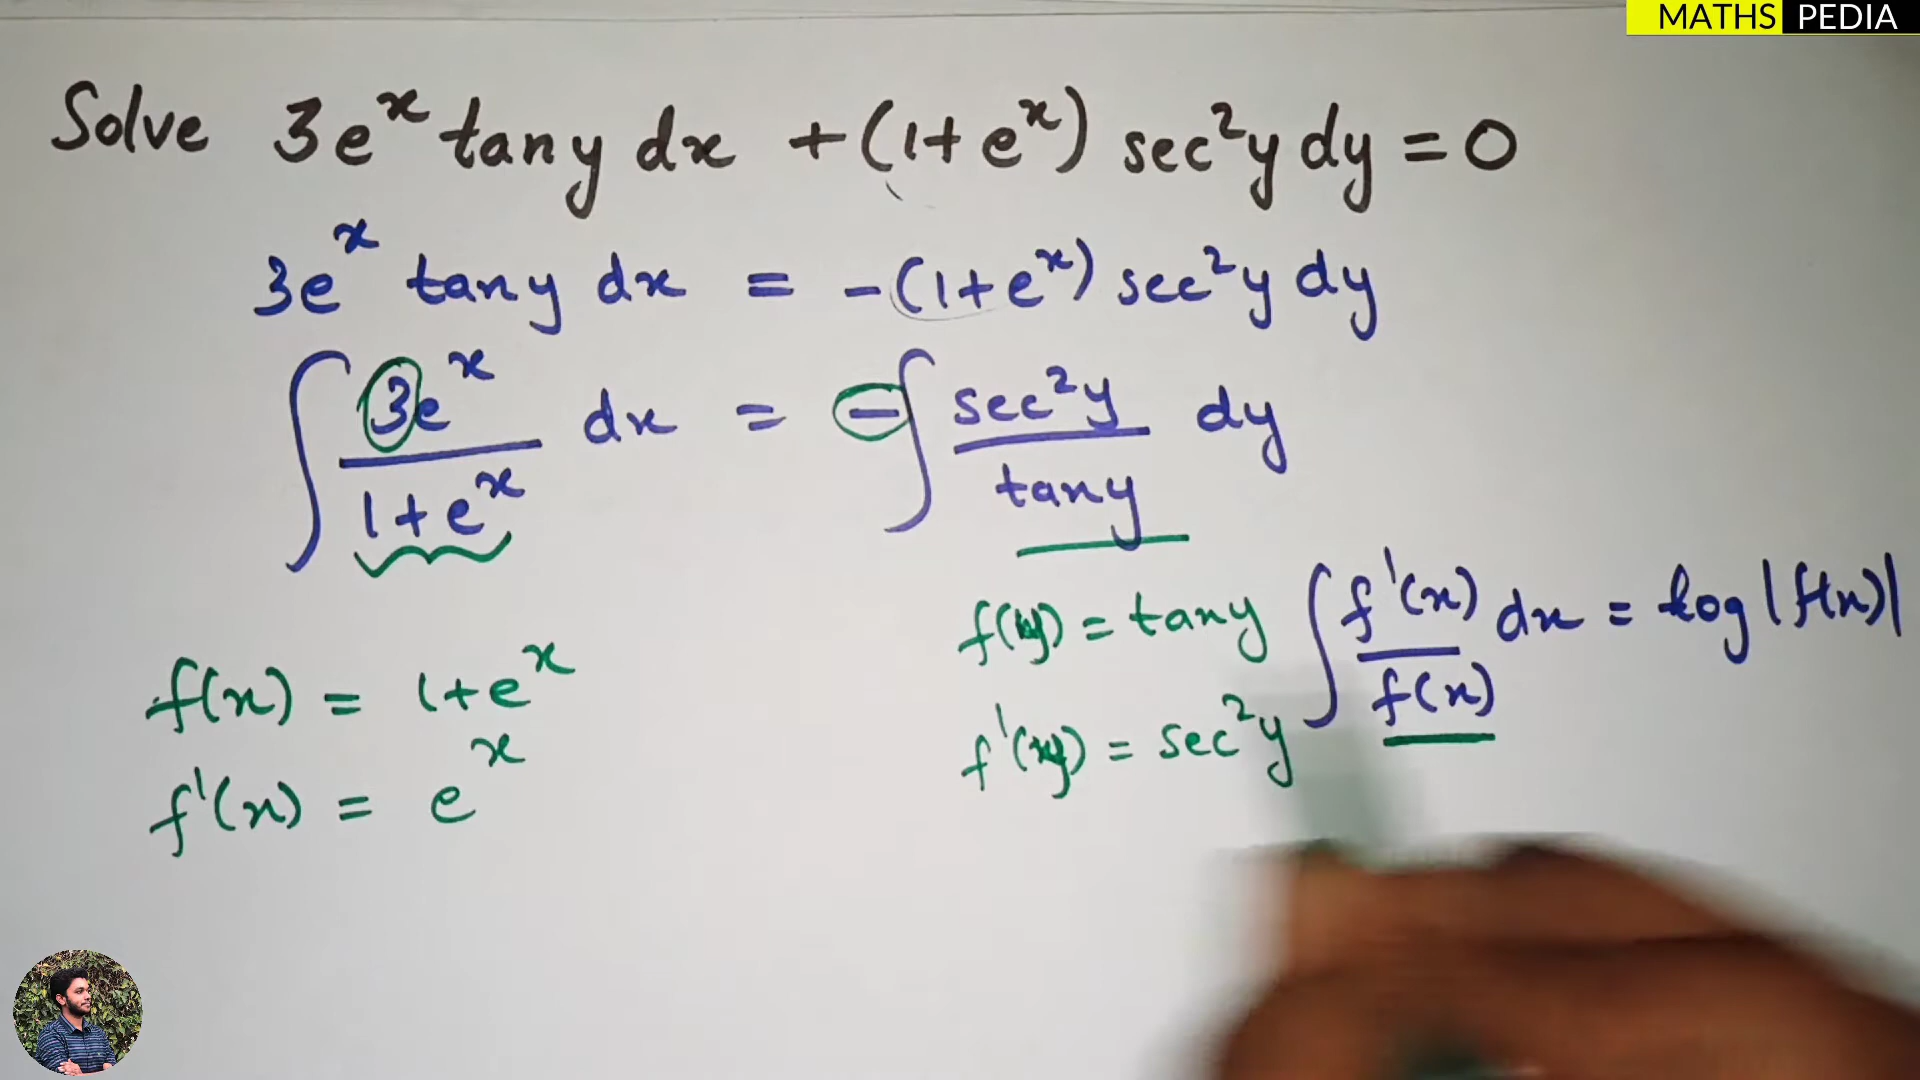 MATHS PEDIA
Solve 3e^x tany dx + (1+e^x) sec²y dy = 0
3e^x tany dx = -(1+e^x) sec²y dy
∫ 3e^x/(1+e^x) dx = -∫ sec²y/tany dy
f(y) = tany
∫ f'(x)/f(x) dx = log|f(x)|
f(x) = 1+e^x
f'(y) = sec²y
f'(x) = e^x